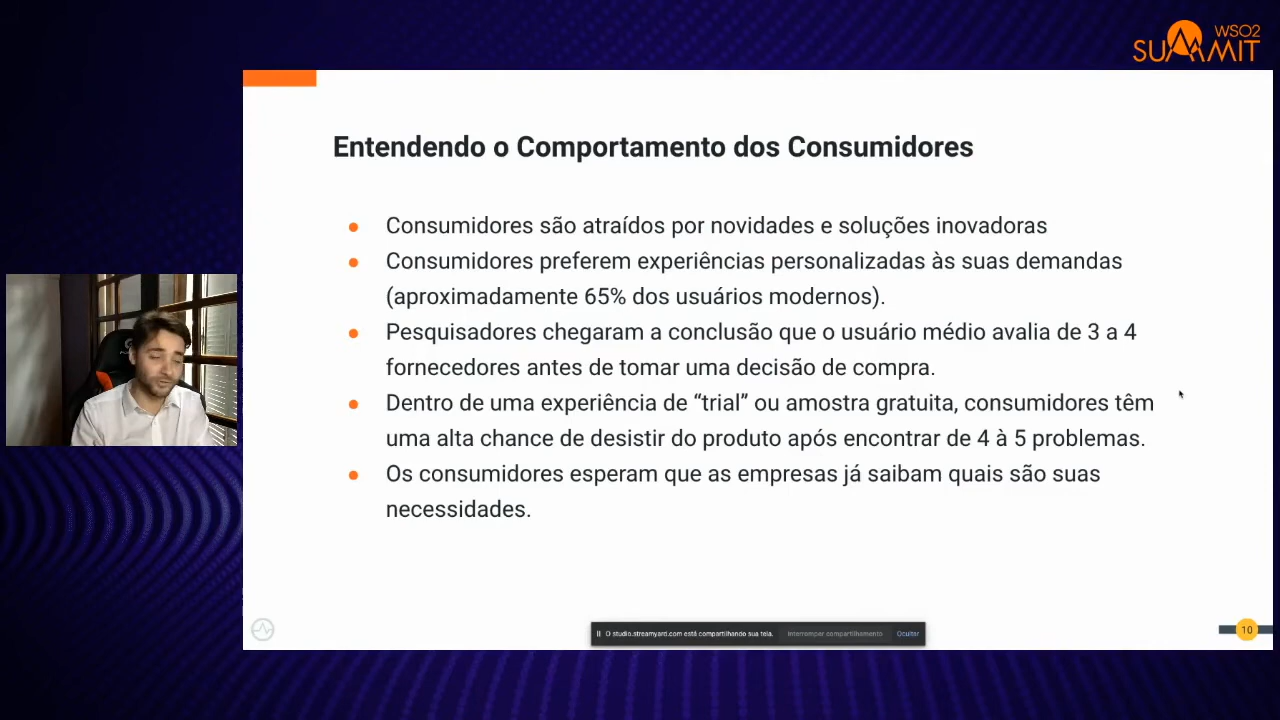 WSO2
SUMMIT
Entendendo o Comportamento dos Consumidores
Consumidores são atraídos por novidades e soluções inovadoras
Consumidores preferem experiências personalizadas às suas demandas
(aproximadamente 65% dos usuários modernos).
Pesquisadores chegaram a conclusão que o usuário médio avalia de 3 a 4
fornecedores antes de tomar uma decisão de compra.
Dentro de uma experiência de “trial” ou amostra gratuita, consumidores têm
uma alta chance de desistir do produto após encontrar de 4 à 5 problemas.
Os consumidores esperam que as empresas já saibam quais são suas
necessidades.
O studio.streamyard.com está compartilhando sua tela. Interromper compartilhamento Ocultar
10